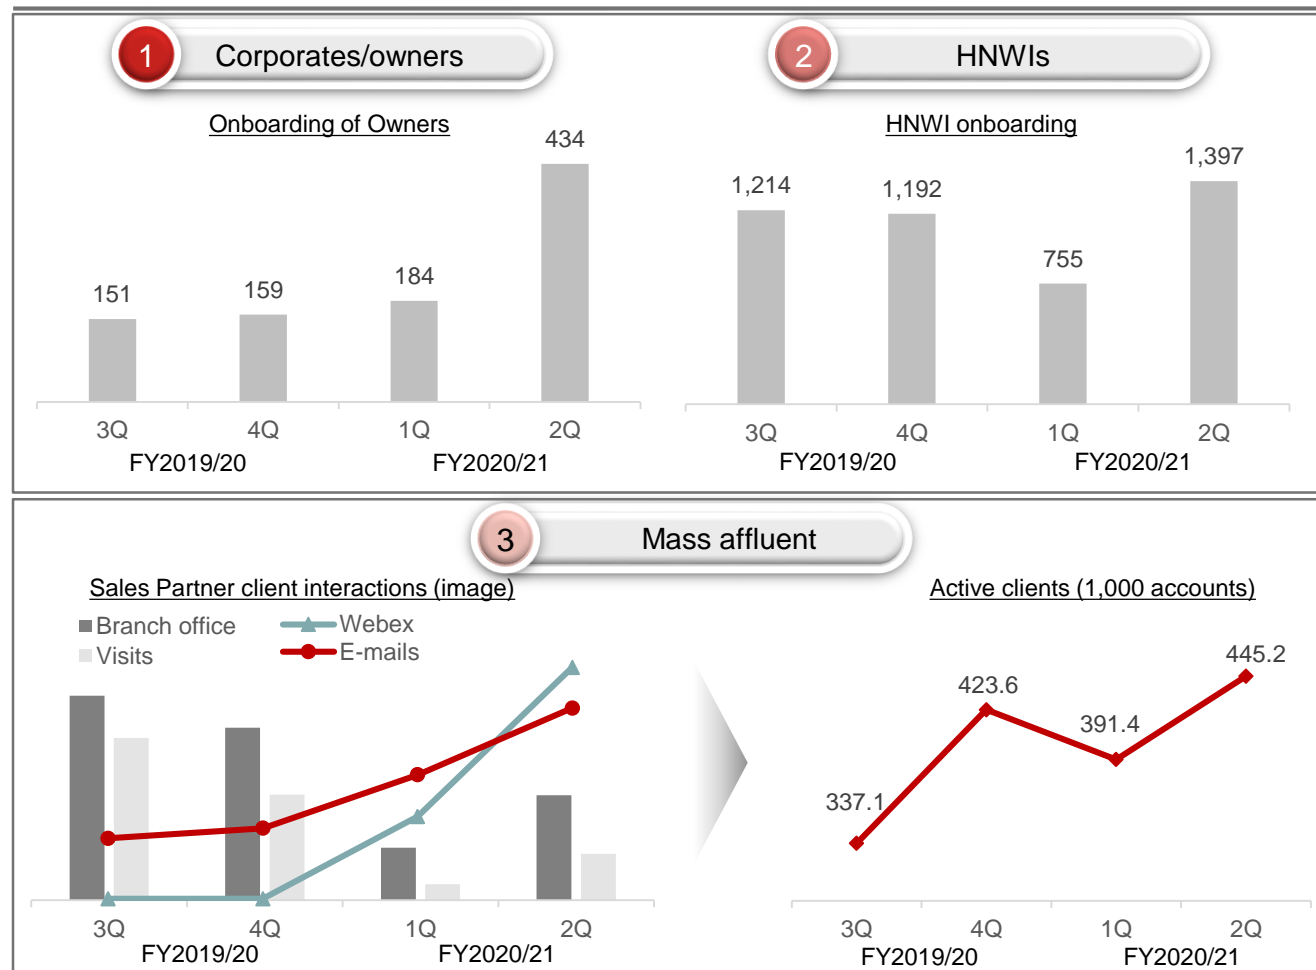 1
Corporates/owners
Onboarding of Owners
151
159
184
434
3Q
4Q
1Q
2Q
FY2019/20
FY2020/21
2
HNWIs
HNWI onboarding
1,214
1,192
755
1,397
3Q
4Q
1Q
2Q
FY2019/20
FY2020/21
3
Mass affluent
Sales Partner client interactions (image)
Branch office
Webex
Visits
E-mails
3Q
4Q
1Q
2Q
FY2019/20
FY2020/21
Active clients (1,000 accounts)
337.1
423.6
391.4
445.2
3Q
4Q
1Q
2Q
FY2019/20
FY2020/21